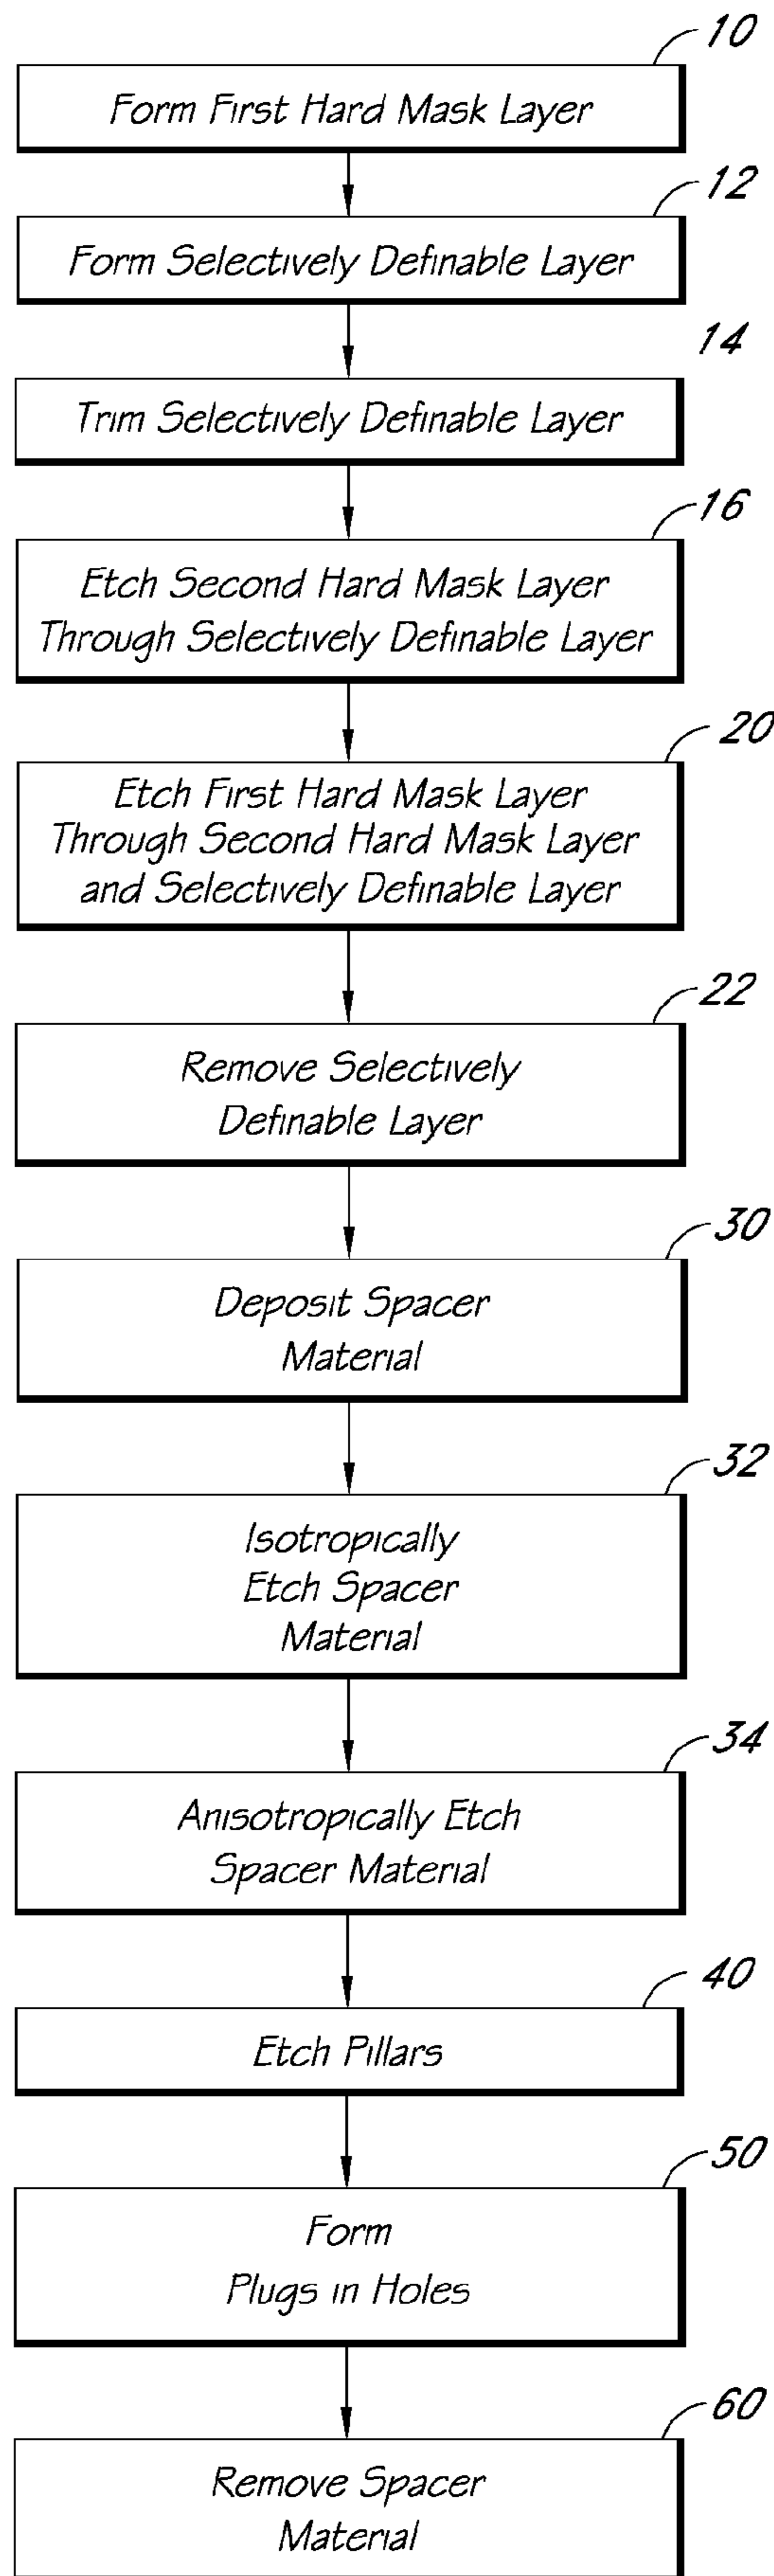 10
Form First Hard Mask Layer
12
Form Selectively Definable Layer
14
Trim Selectively Definable Layer
16
Etch Second Hard Mask Layer
Through Selectively Definable Layer
20
Etch First Hard Mask Layer
Through Second Hard Mask Layer
and Selectively Definable Layer
22
Remove Selectively
Definable Layer
30
Deposit Spacer
Material
32
Isotropically
Etch Spacer
Material
34
Anisotropically Etch
Spacer Material
40
Etch Pillars
50
Form
Plugs in Holes
60
Remove Spacer
Material